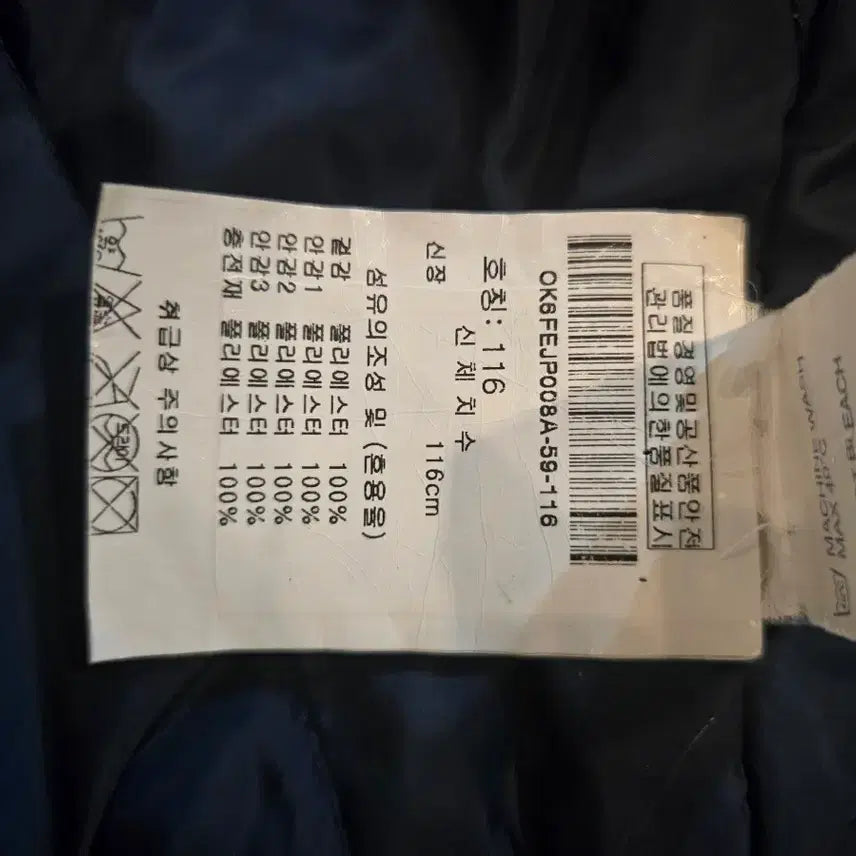 품질경영및공산품안전
관리법에의한품질표시
OK6FEJP008A-59-116
호칭: 116
신 체 치 수
신장 116cm
섬유의조성 및 (혼용율)
겉감 폴리에스터 100%
안감1 폴리에스터 100%
안감2 폴리에스터 100%
안감3 폴리에스터 100%
충전재 폴리에스터 100%
취급상 주의사항
MACHINE WASH
MAX 40°C
BLEACH